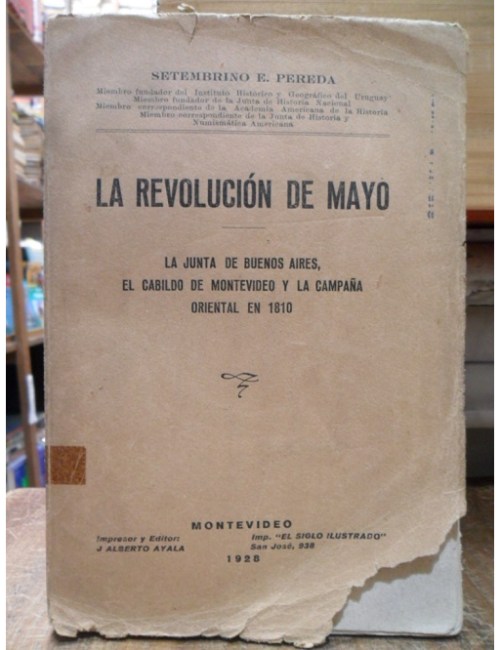 SETEMBRINO E. PEREDA
Miembro fundador del Instituto Histórico y Geográfico del Uruguay
Miembro fundador de la Junta de Historia Nacional
Miembro correspondiente de la Academia Americana de la Historia
Miembro correspondiente de la Junta de Historia y
Numismática Americana
LA REVOLUCIÓN DE MAYO
LA JUNTA DE BUENOS AIRES,
EL CABILDO DE MONTEVIDEO Y LA CAMPAÑA
ORIENTAL EN 1810
MONTEVIDEO
Impresor y Editor: Imp. "EL SIGLO ILUSTRADO"
J ALBERTO AYALA San José, 938
1928